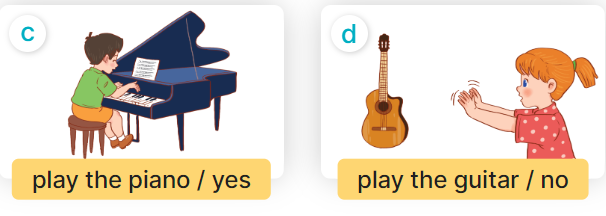 c
play the piano / yes
d
play the guitar / no